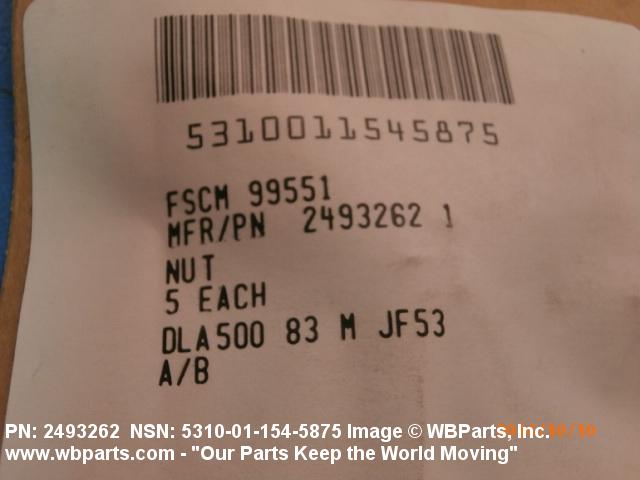 5310011545875
FSCM 99551
MFR/PN 2493262 1
NUT
5 EACH
DLA500 83 M JF53
A/B
PN: 2493262 NSN: 5310-01-154-5875 Image © WBParts, Inc.
www.wbparts.com - "Our Parts Keep the World Moving"